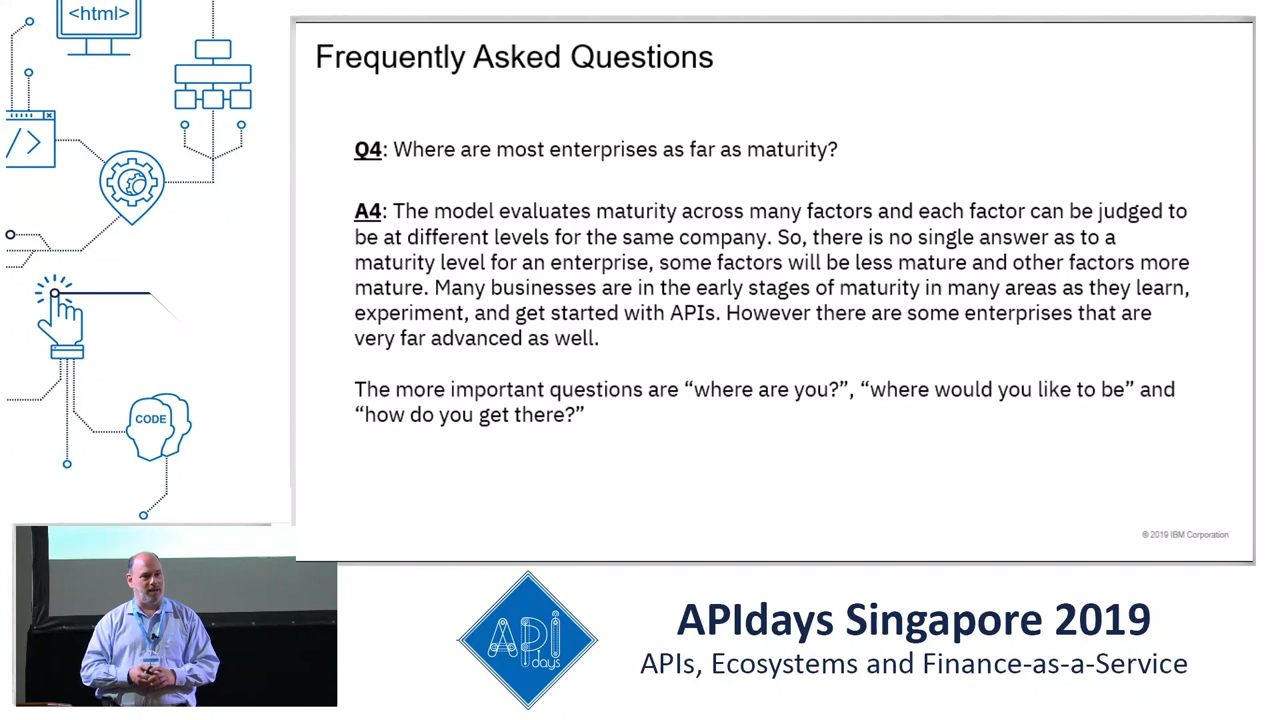 <html>
Frequently Asked Questions
Q4: Where are most enterprises as far as maturity?
A4: The model evaluates maturity across many factors and each factor can be judged to
be at different levels for the same company. So, there is no single answer as to a
maturity level for an enterprise, some factors will be less mature and other factors more
mature. Many businesses are in the early stages of maturity in many areas as they learn,
experiment, and get started with APIs. However there are some enterprises that are
very far advanced as well.
The more important questions are “where are you?”, “where would you like to be” and
“how do you get there?”
© 2019 IBM Corporation
</>
CODE
API
days
APIdays Singapore 2019
APIs, Ecosystems and Finance-as-a-Service